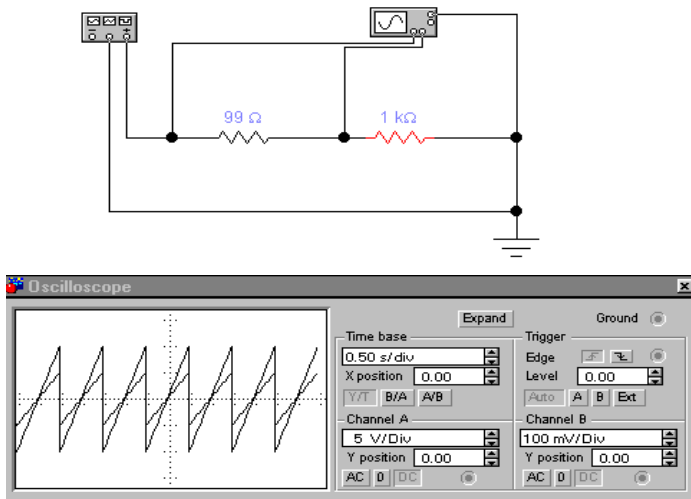 99 Ω
1 kΩ
Oscilloscope
Expand
Ground
Time base
Trigger
0.50 s/div
Edge
X position 0.00
Level 0.00
Y/T B/A A/B
Auto A B Ext
Channel A
Channel B
5 V/Div
100 mV/Div
Y position 0.00
Y position 0.00
AC 0 DC
AC 0 DC